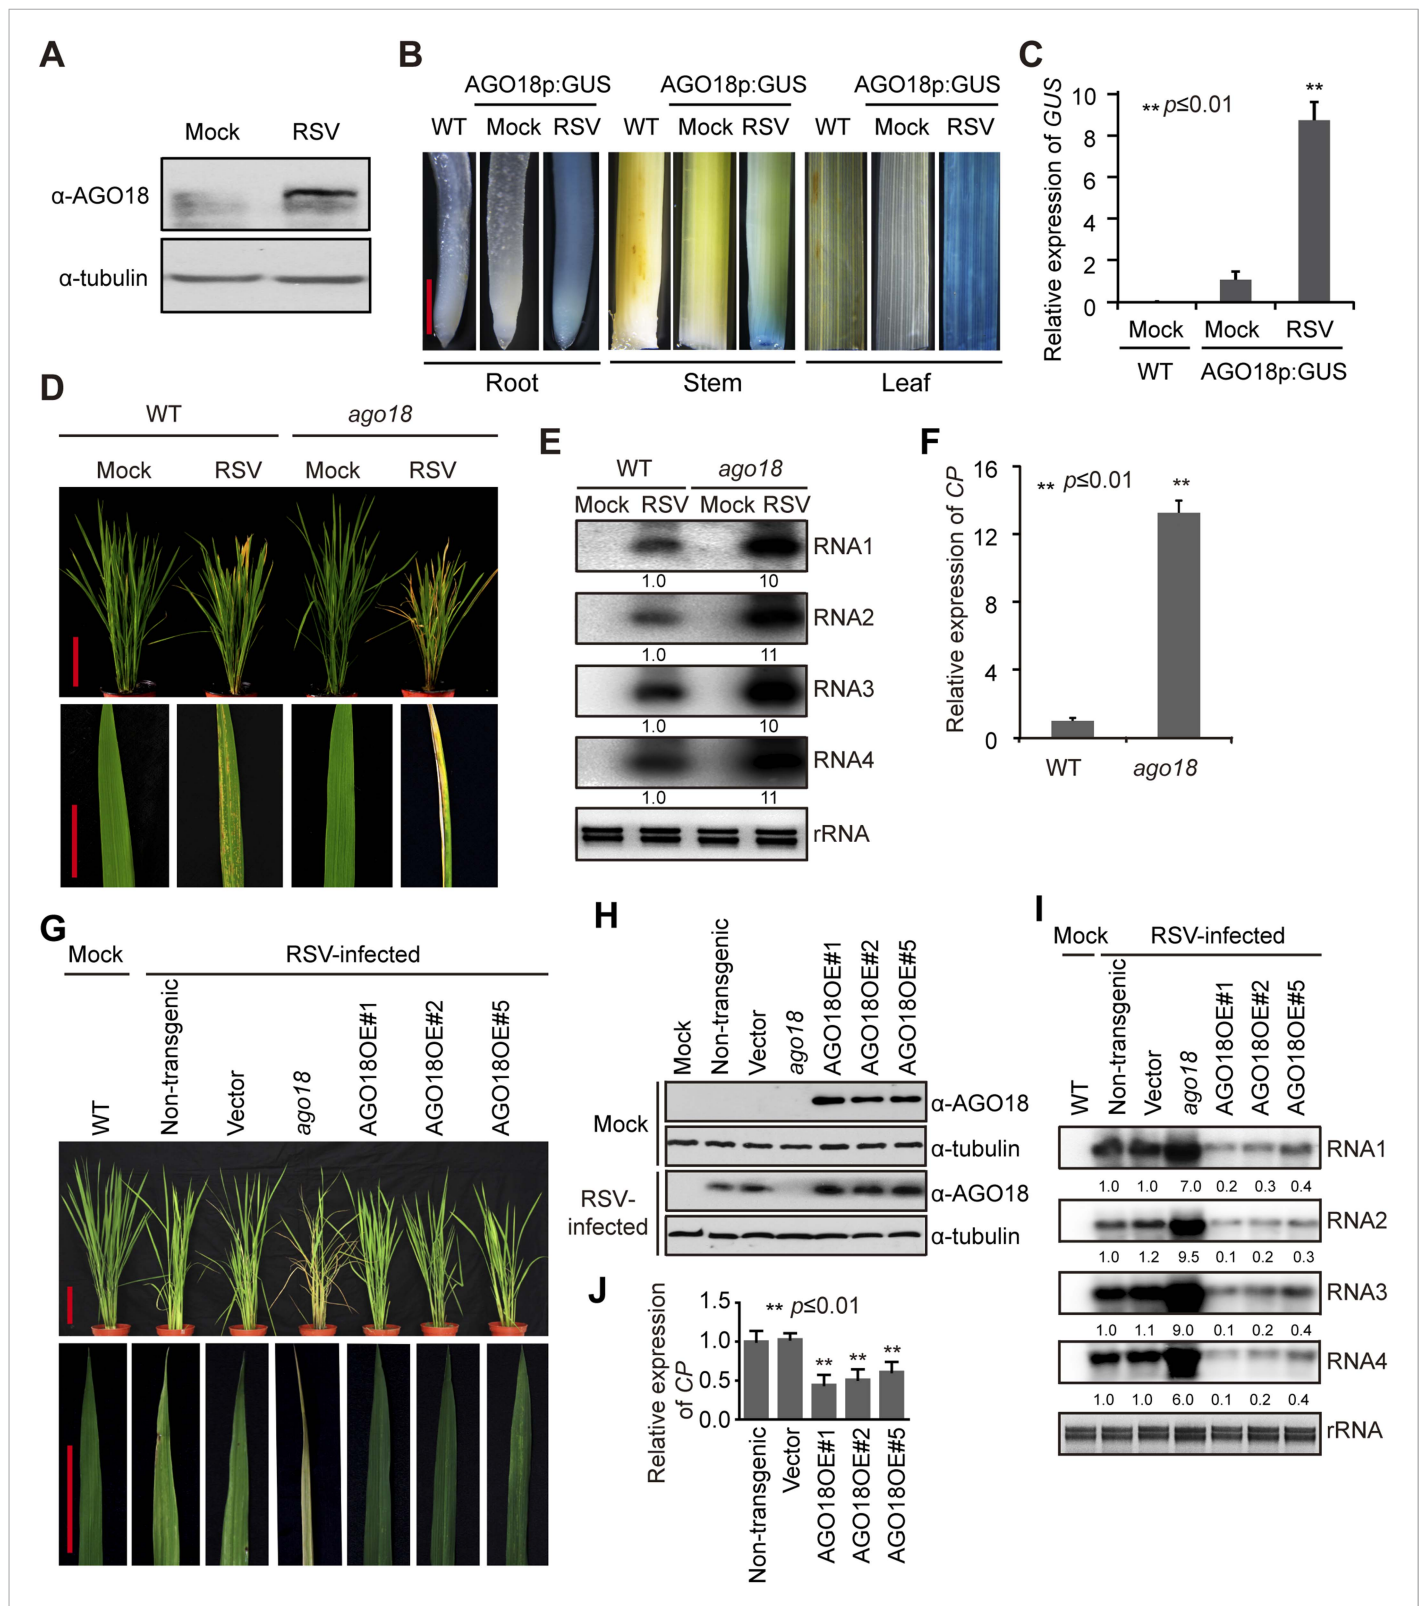 A
Mock RSV
α-AGO18
α-tubulin
B
AGO18p:GUS AGO18p:GUS AGO18p:GUS
WT Mock RSV WT Mock RSV WT Mock RSV
Root Stem Leaf
C
Relative expression of GUS
10
8
6
4
2
0
** p≤0.01
**
Mock Mock RSV
WT AGO18p:GUS
D
WT ago18
Mock RSV Mock RSV
E
WT ago18
Mock RSV Mock RSV
RNA1
1.0 10
RNA2
1.0 11
RNA3
1.0 10
RNA4
1.0 11
rRNA
F
Relative expression of CP
16
12
8
4
0
** p≤0.01
**
WT ago18
G
Mock RSV-infected
WT
Non-transgenic
Vector
ago18
AGO18OE#1
AGO18OE#2
AGO18OE#5
H
Mock
Non-transgenic
Vector
ago18
AGO18OE#1
AGO18OE#2
AGO18OE#5
Mock
α-AGO18
α-tubulin
RSV-
infected
α-AGO18
α-tubulin
I
Mock RSV-infected
WT
Non-transgenic
Vector
ago18
AGO18OE#1
AGO18OE#2
AGO18OE#5
RNA1
1.0 1.0 7.0 0.2 0.3 0.4
RNA2
1.0 1.2 9.5 0.1 0.2 0.3
RNA3
1.0 1.1 9.0 0.1 0.2 0.4
RNA4
1.0 1.0 6.0 0.1 0.2 0.4
rRNA
J
Relative expression
of CP
1.5
1.0
0.5
0.0
** p≤0.01
** ** **
Non-transgenic
Vector
AGO18OE#1
AGO18OE#2
AGO18OE#5